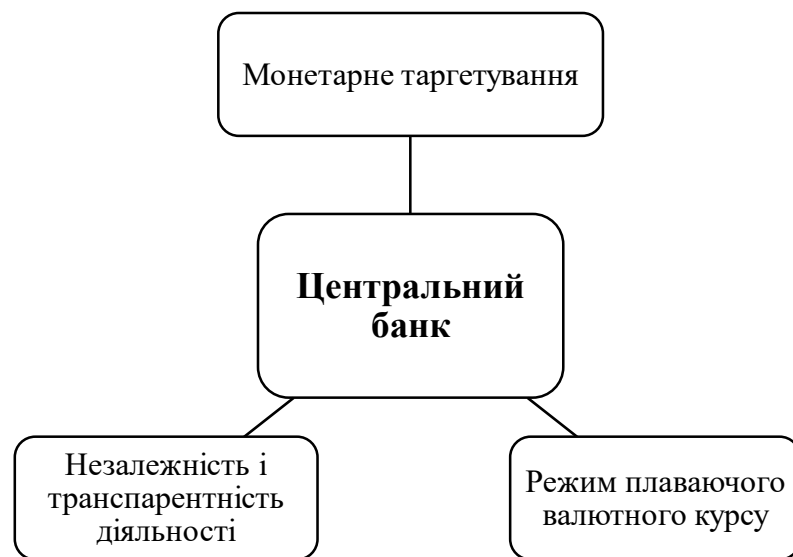 Монетарне таргетування
Центральний
банк
Незалежність і
транспарентність
діяльності
Режим плаваючого
валютного курсу